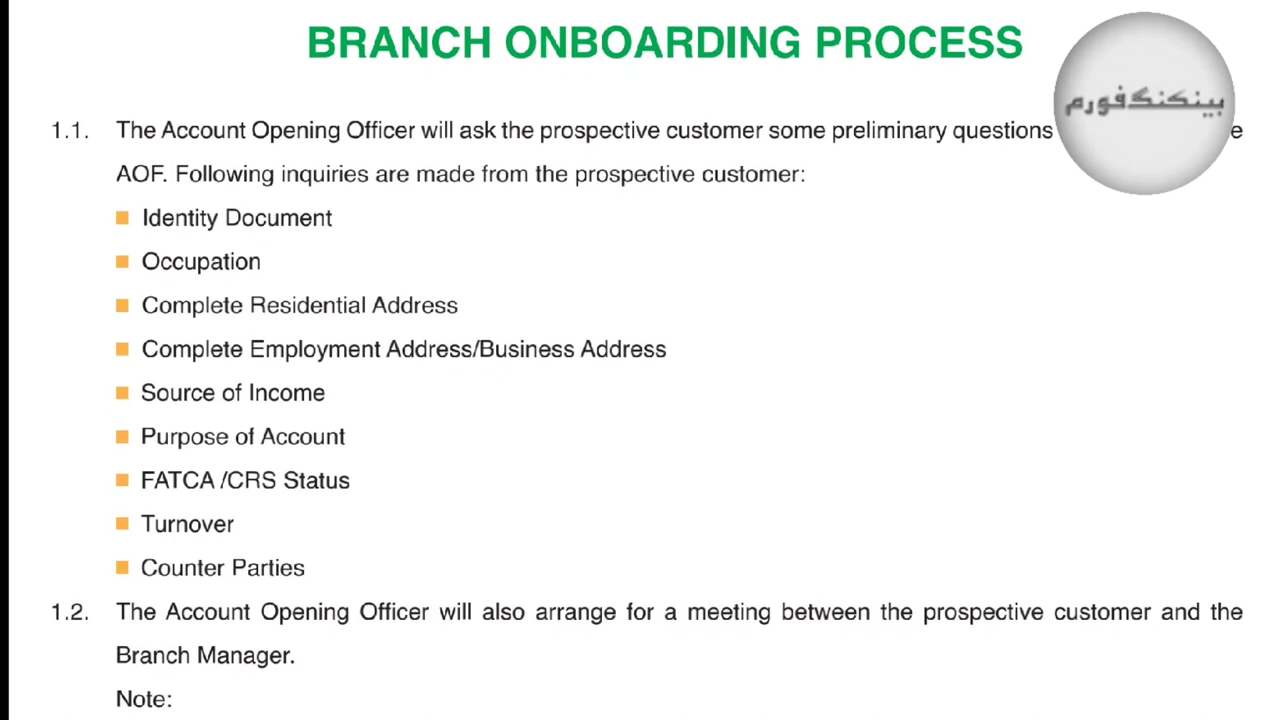 BRANCH ONBOARDING PROCESS
بینکنگ فورم
1.1. The Account Opening Officer will ask the prospective customer some preliminary questions
AOF. Following inquiries are made from the prospective customer:
■ Identity Document
■ Occupation
■ Complete Residential Address
■ Complete Employment Address/Business Address
■ Source of Income
■ Purpose of Account
■ FATCA /CRS Status
■ Turnover
■ Counter Parties
1.2. The Account Opening Officer will also arrange for a meeting between the prospective customer and the
Branch Manager.
Note: